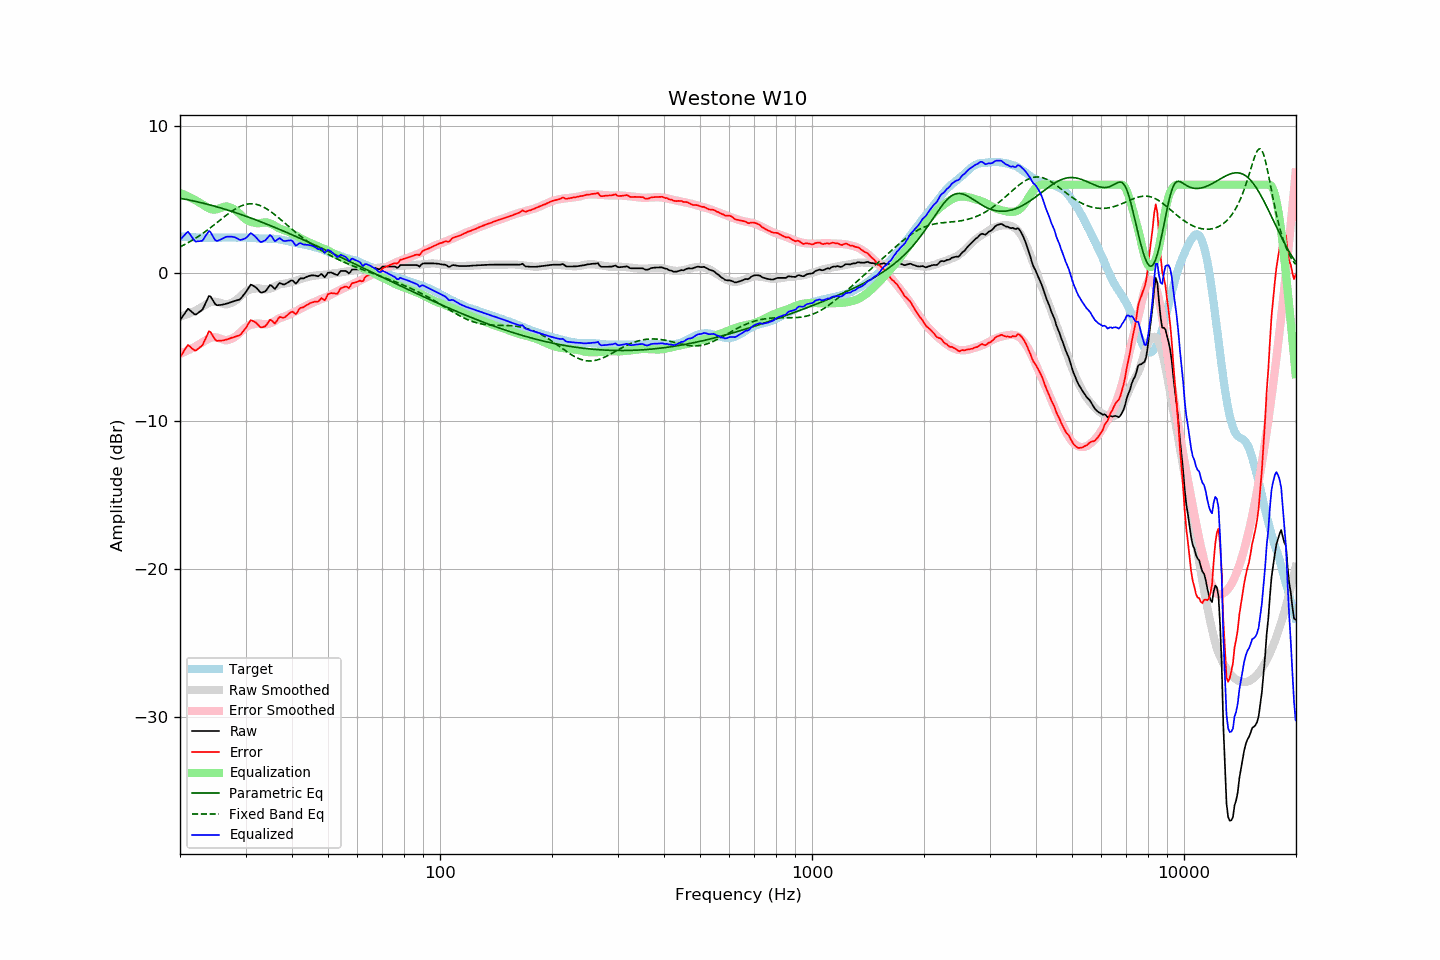 Westone W10
10
0
−10
−20
−30
Amplitude (dBr)
100
1000
10000
Frequency (Hz)
Target
Raw Smoothed
Error Smoothed
Raw
Error
Equalization
Parametric Eq
Fixed Band Eq
Equalized